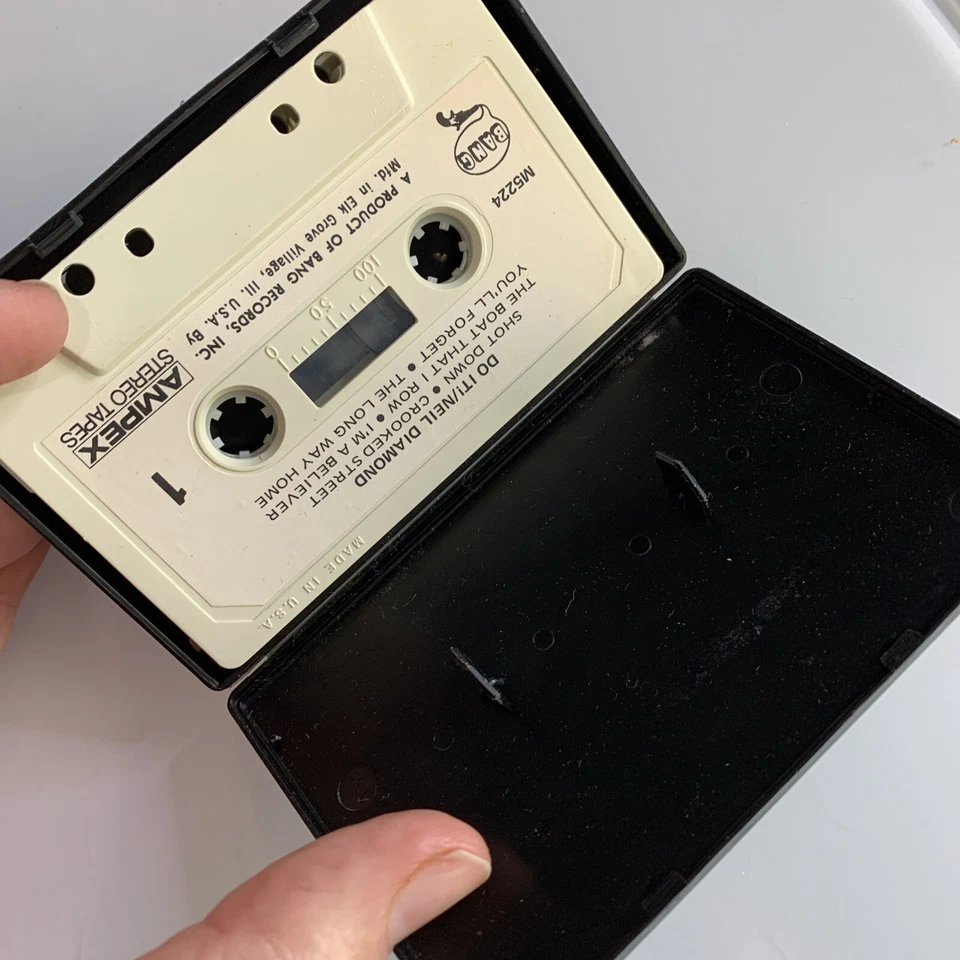 DO IT!/NEIL DIAMOND
SHOT DOWN • CROOKED STREET
THE BOAT THAT I ROW • I'M A BELIEVER
YOU'LL FORGET • THE LONG WAY HOME
1
0 50 100
AMPEX
STEREO TAPES
A PRODUCT OF BANG RECORDS, INC.
Mfd. in Elk Grove Village, Ill. U.S.A. By
M5224
BANG
MADE IN U.S.A.